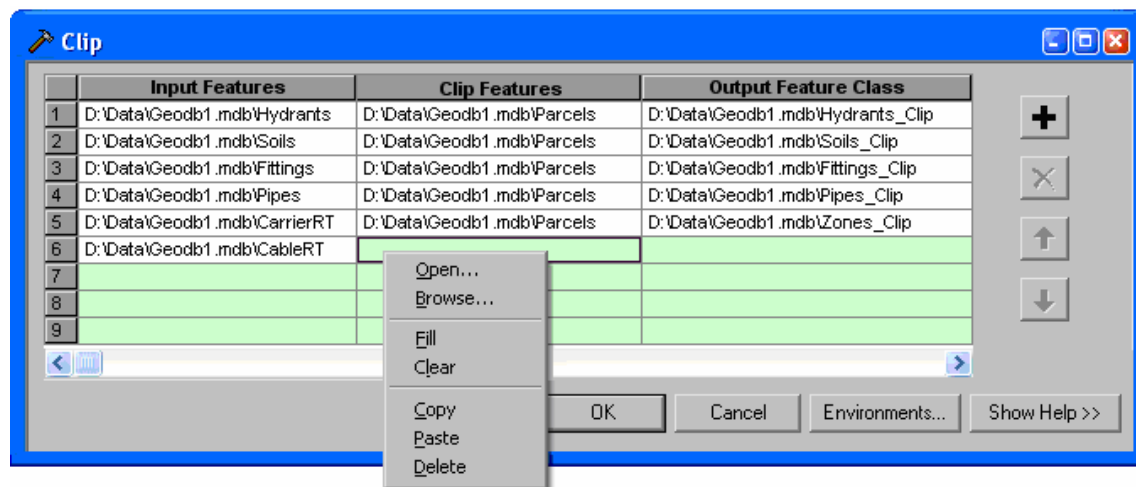 Clip
Input Features Clip Features Output Feature Class
1 D:\Data\Geodb1.mdb\Hydrants D:\Data\Geodb1.mdb\Parcels D:\Data\Geodb1.mdb\Hydrants_Clip
2 D:\Data\Geodb1.mdb\Soils D:\Data\Geodb1.mdb\Parcels D:\Data\Geodb1.mdb\Soils_Clip
3 D:\Data\Geodb1.mdb\Fittings D:\Data\Geodb1.mdb\Parcels D:\Data\Geodb1.mdb\Fittings_Clip
4 D:\Data\Geodb1.mdb\Pipes D:\Data\Geodb1.mdb\Parcels D:\Data\Geodb1.mdb\Pipes_Clip
5 D:\Data\Geodb1.mdb\CarrierRT D:\Data\Geodb1.mdb\Parcels D:\Data\Geodb1.mdb\Zones_Clip
6 D:\Data\Geodb1.mdb\CableRT
7
8
9
Open...
Browse...
Fill
Clear
Copy
Paste
Delete
OK Cancel Environments... Show Help >>